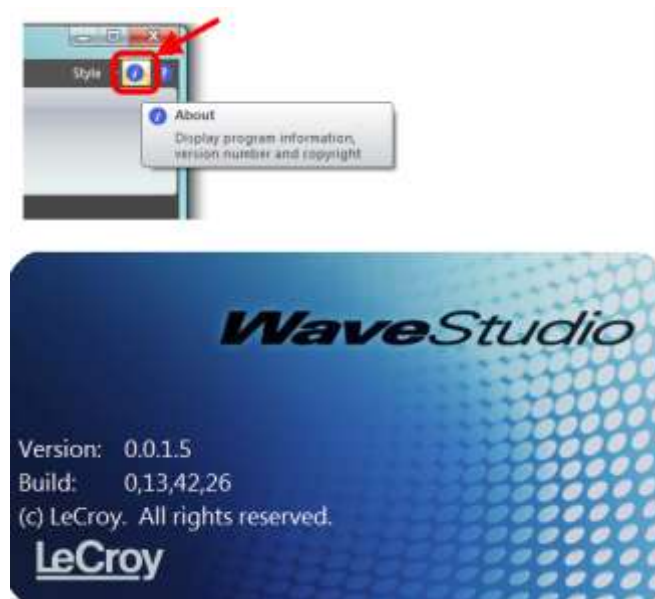 Style
About
Display program information,
version number and copyright
WaveStudio
Version: 0.0.1.5
Build: 0,13,42,26
(c) LeCroy. All rights reserved.
LeCroy